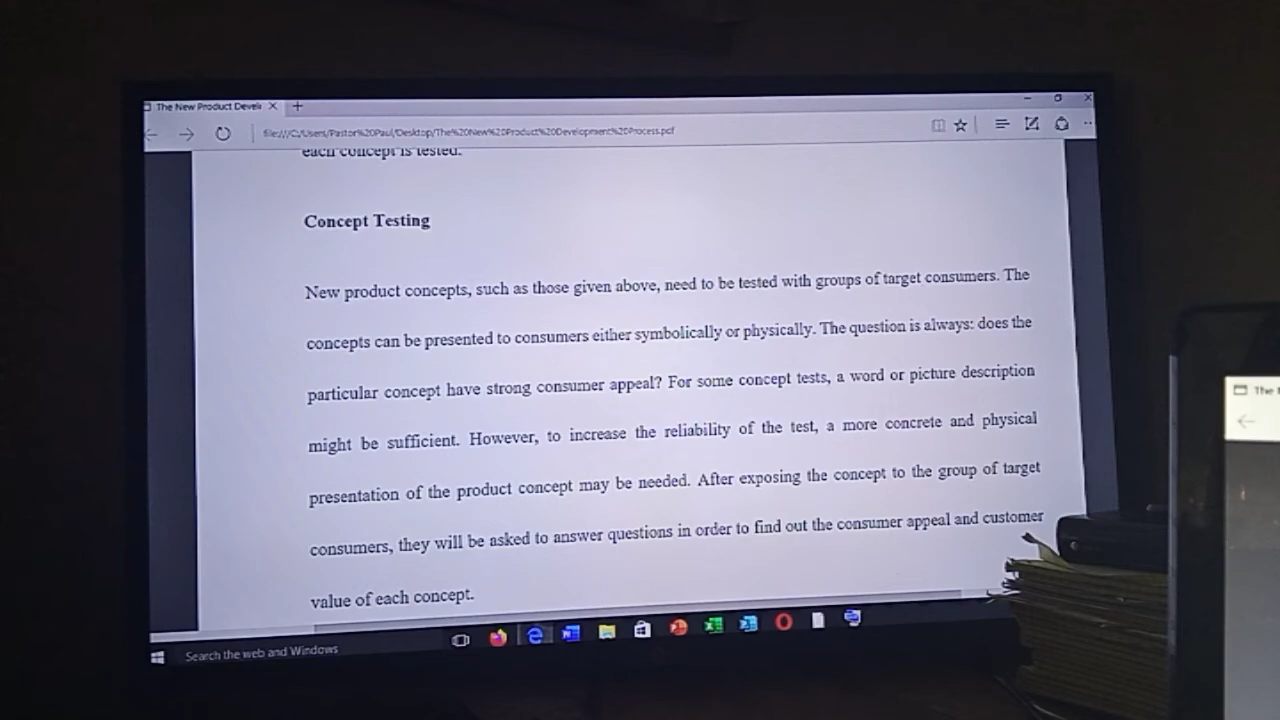 The New Product Develo
file:///C:/Users/Pastor%20Paul/Desktop/The%20New%20Product%20Development%20Process.pdf
each concept is tested.
Concept Testing
New product concepts, such as those given above, need to be tested with groups of target consumers. The
concepts can be presented to consumers either symbolically or physically. The question is always: does the
particular concept have strong consumer appeal? For some concept tests, a word or picture description
might be sufficient. However, to increase the reliability of the test, a more concrete and physical
presentation of the product concept may be needed. After exposing the concept to the group of target
consumers, they will be asked to answer questions in order to find out the consumer appeal and customer
value of each concept.
Search the web and Windows
The